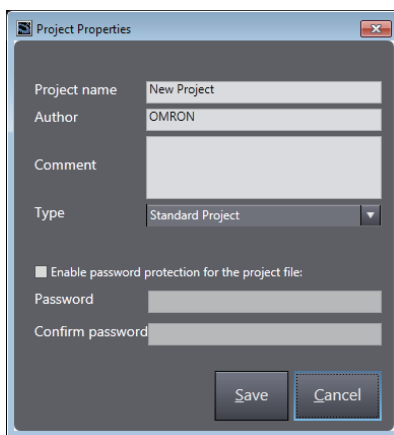 Project Properties
Project name New Project
Author OMRON
Comment
Type Standard Project
Enable password protection for the project file:
Password
Confirm password
Save Cancel